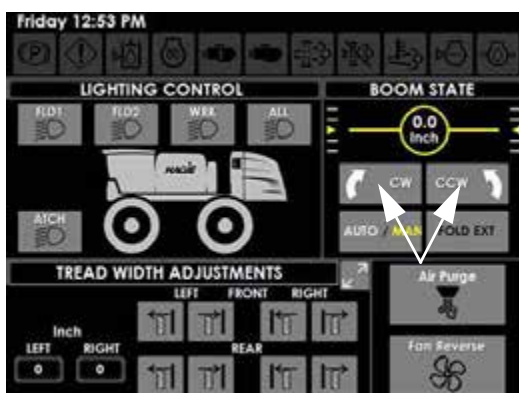 Friday 12:53 PM
LIGHTING CONTROL
BOOM STATE
FLD1 FLD2 WRK ALL
0.0
Inch
HAGIE
CW CCW
ATCH
AUTO / MAN FOLD EXT
TREAD WIDTH ADJUSTMENTS
Air Purge
LEFT FRONT RIGHT
Inch
LEFT RIGHT
REAR
Fan Reverse
0 0